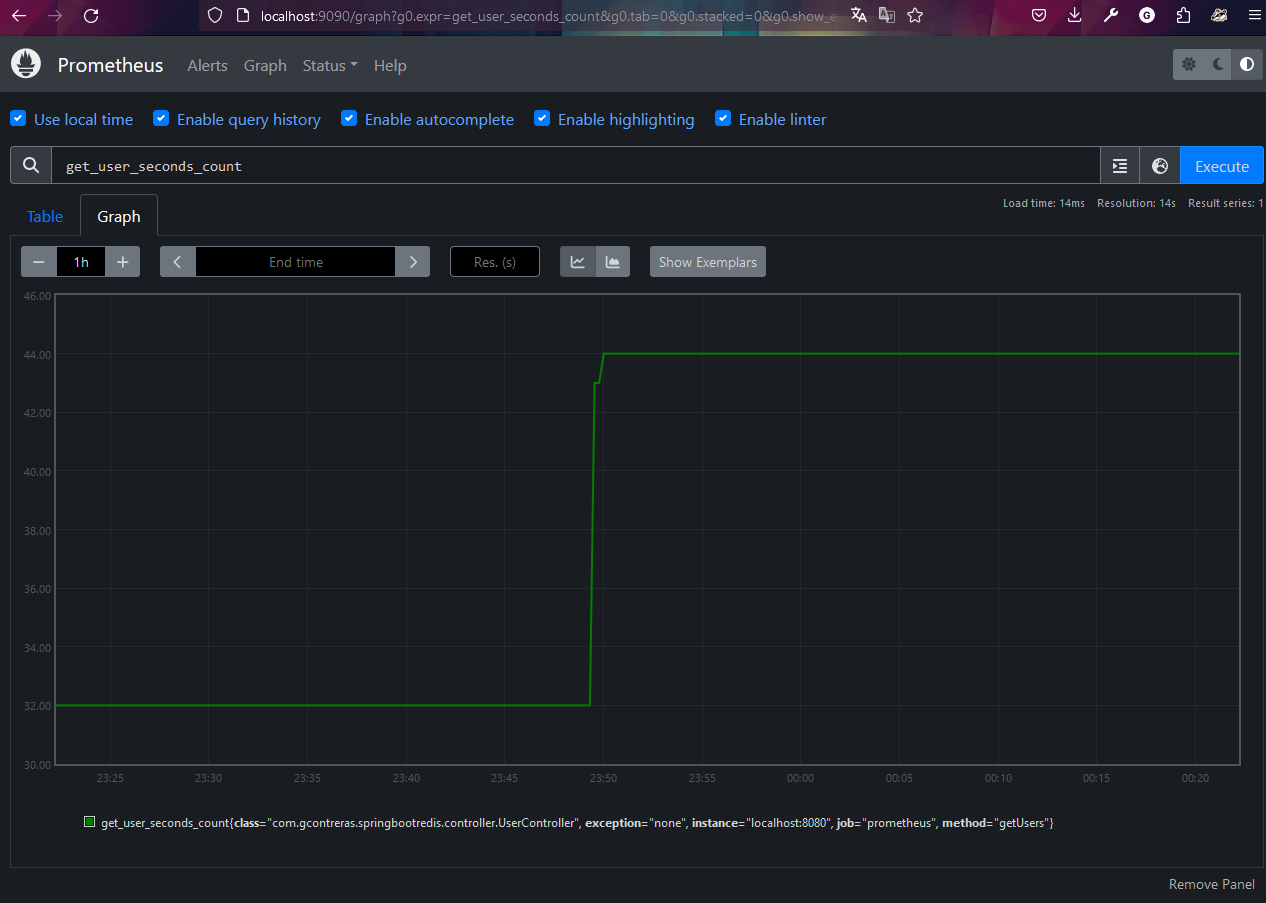 localhost:9090/graph?g0.expr=get_user_seconds_count&g0.tab=0&g0.stacked=0&g0.show_e
Prometheus Alerts Graph Status Help
Use local time Enable query history Enable autocomplete Enable highlighting Enable linter
get_user_seconds_count Execute
Load time: 14ms Resolution: 14s Result series: 1
Table Graph
1h End time Res. (s) Show Exemplars
46.00
44.00
42.00
40.00
38.00
36.00
34.00
32.00
30.00
23:25 23:30 23:35 23:40 23:45 23:50 23:55 00:00 00:05 00:10 00:15 00:20
get_user_seconds_count{class="com.gcontreras.springbootredis.controller.UserController", exception="none", instance="localhost:8080", job="prometheus", method="getUsers"}
Remove Panel